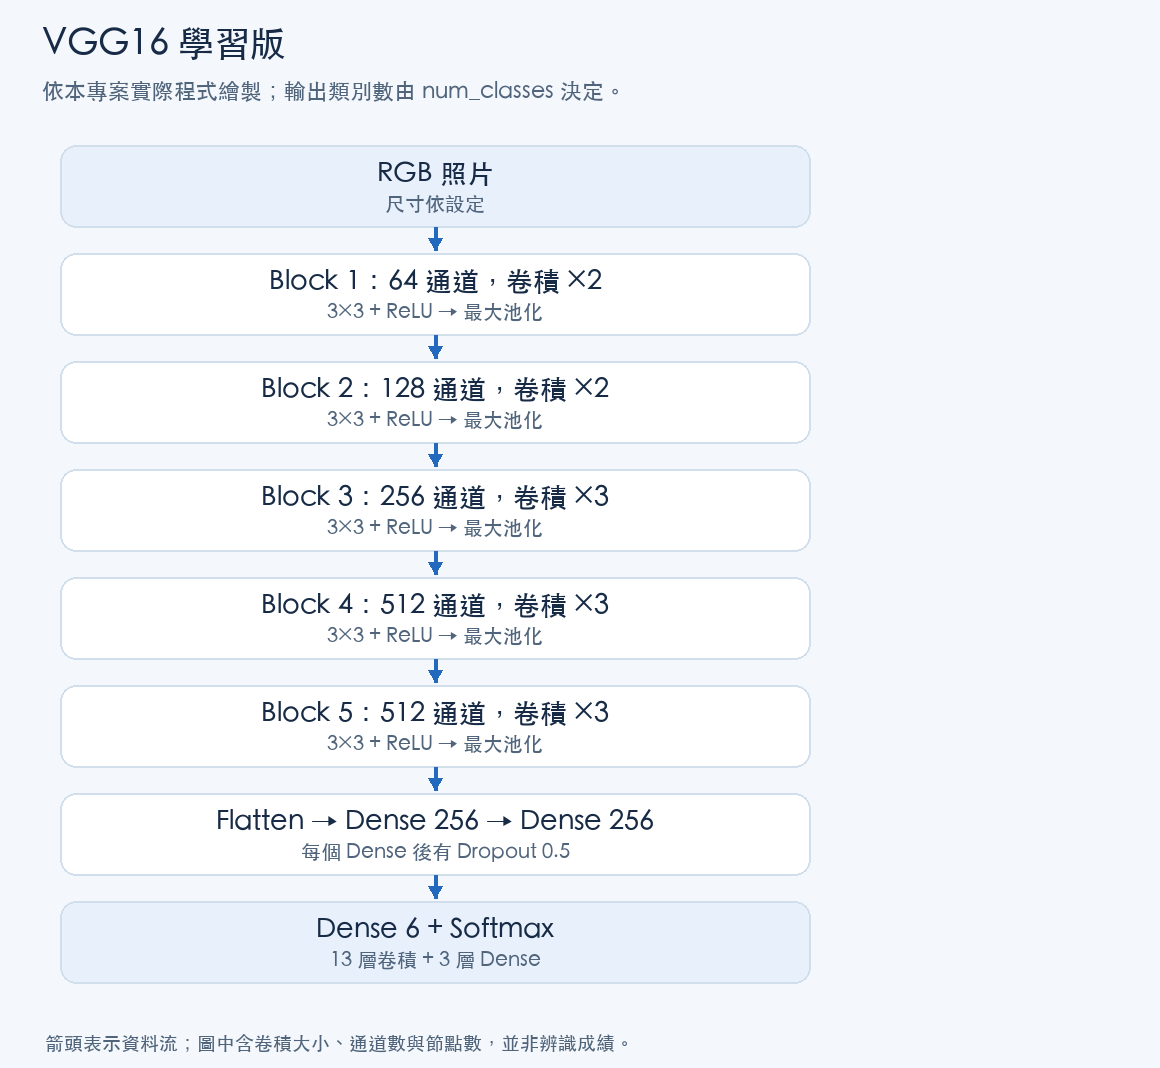 VGG16 學習版
依本專案實際程式繪製；輸出類別數由 num_classes 決定。
RGB 照片
尺寸依設定
Block 1：64 通道，卷積 ×2
3×3 + ReLU → 最大池化
Block 2：128 通道，卷積 ×2
3×3 + ReLU → 最大池化
Block 3：256 通道，卷積 ×3
3×3 + ReLU → 最大池化
Block 4：512 通道，卷積 ×3
3×3 + ReLU → 最大池化
Block 5：512 通道，卷積 ×3
3×3 + ReLU → 最大池化
Flatten → Dense 256 → Dense 256
每個 Dense 後有 Dropout 0.5
Dense 6 + Softmax
13 層卷積 + 3 層 Dense
箭頭表示資料流；圖中含卷積大小、通道數與節點數，並非辨識成績。